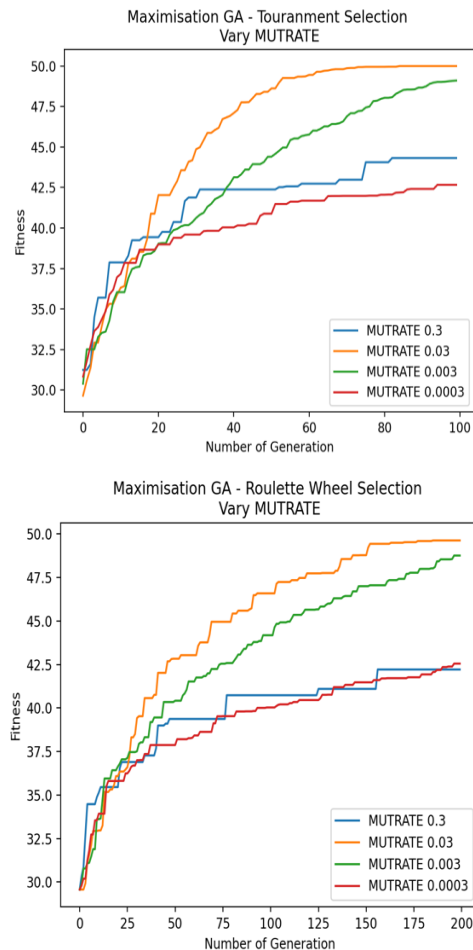 Maximisation GA - Touranment Selection
Vary MUTRATE
50.0
47.5
45.0
42.5
40.0
37.5
35.0
32.5
30.0
Fitness
MUTRATE 0.3
MUTRATE 0.03
MUTRATE 0.003
MUTRATE 0.0003
0 20 40 60 80 100
Number of Generation
Maximisation GA - Roulette Wheel Selection
Vary MUTRATE
50.0
47.5
45.0
42.5
40.0
37.5
35.0
32.5
30.0
Fitness
MUTRATE 0.3
MUTRATE 0.03
MUTRATE 0.003
MUTRATE 0.0003
0 25 50 75 100 125 150 175 200
Number of Generation